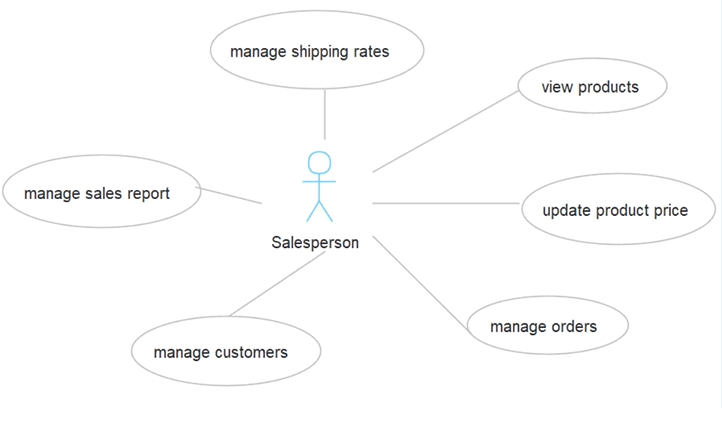 manage shipping rates
view products
manage sales report
update product price
Salesperson
manage orders
manage customers